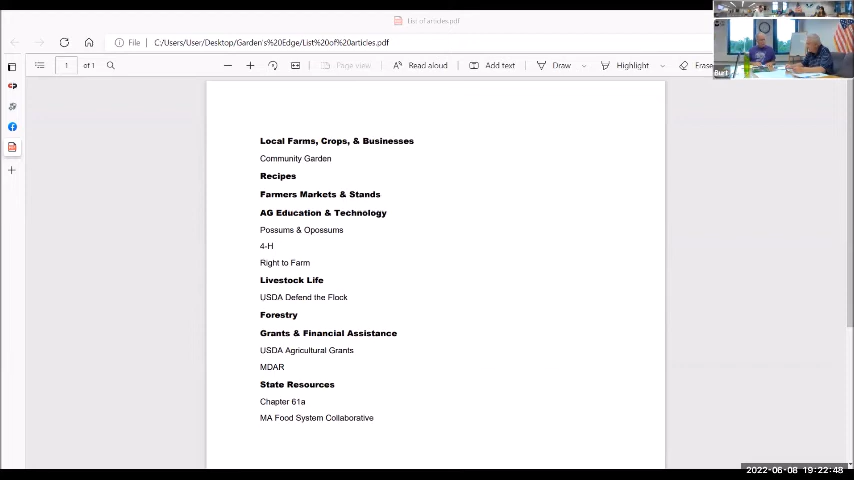 List of articles.pdf
File
C:/Users/User/Desktop/Garden's%20Edge/List%20of%20articles.pdf
1 of 1
Page view
Read aloud
Add text
Draw
Highlight
Erase
Burt
Local Farms, Crops, & Businesses
Community Garden
Recipes
Farmers Markets & Stands
AG Education & Technology
Possums & Opossums
4-H
Right to Farm
Livestock Life
USDA Defend the Flock
Forestry
Grants & Financial Assistance
USDA Agricultural Grants
MDAR
State Resources
Chapter 61a
MA Food System Collaborative
2022-06-08 19:22:48